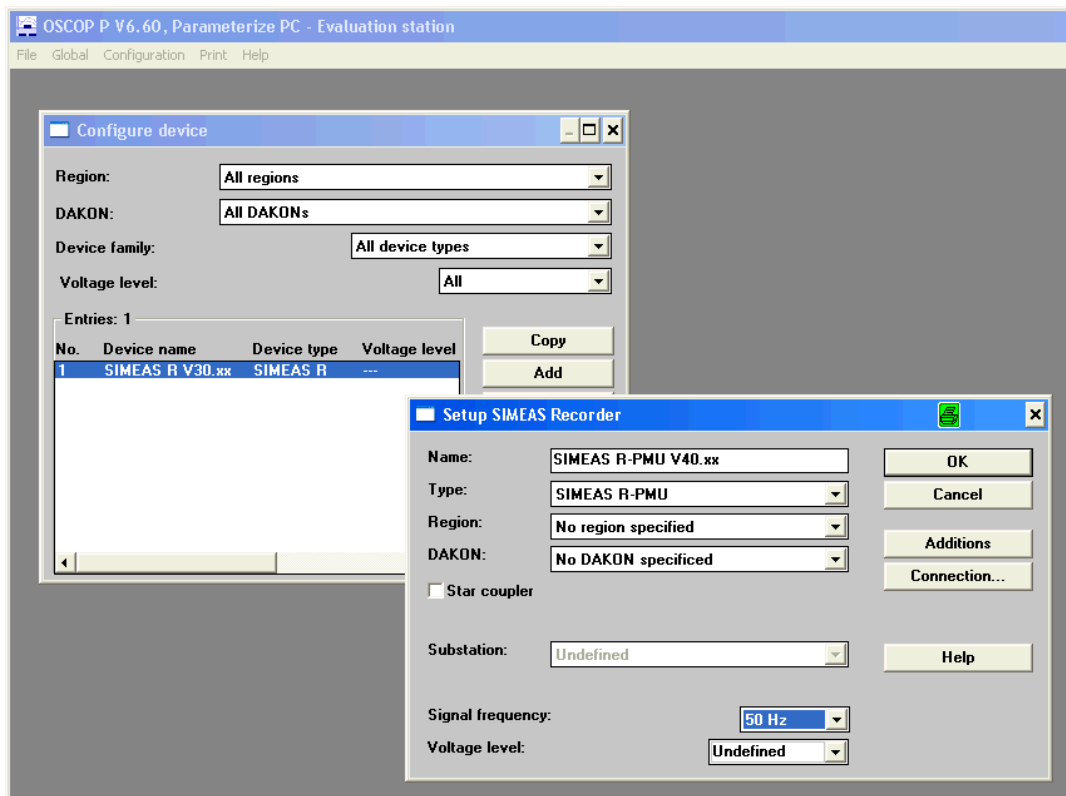 OSCOP P V6.60, Parameterize PC - Evaluation station
File Global Configuration Print Help
Configure device
Region: All regions
DAKON: All DAKONs
Device family: All device types
Voltage level: All
Entries: 1
No. Device name Device type Voltage level
1 SIMEAS R V30.xx SIMEAS R ---
Copy
Add
Setup SIMEAS Recorder
Name: SIMEAS R-PMU V40.xx
Type: SIMEAS R-PMU
Region: No region specified
DAKON: No DAKON specificed
Star coupler
Substation: Undefined
Signal frequency: 50 Hz
Voltage level: Undefined
OK
Cancel
Additions
Connection...
Help